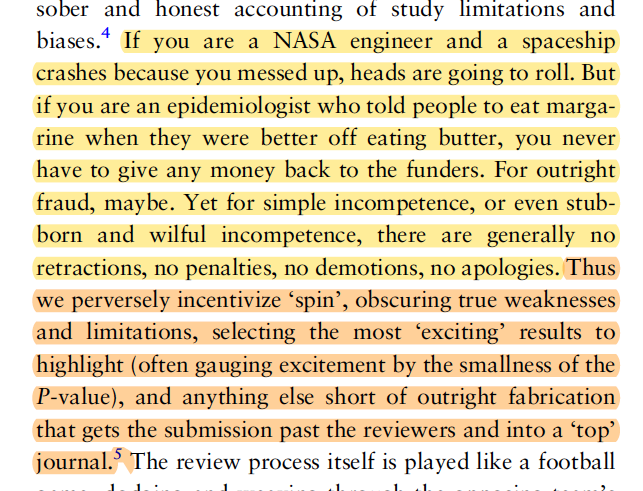 sober and honest accounting of study limitations and
biases.4 If you are a NASA engineer and a spaceship
crashes because you messed up, heads are going to roll. But
if you are an epidemiologist who told people to eat marga-
rine when they were better off eating butter, you never
have to give any money back to the funders. For outright
fraud, maybe. Yet for simple incompetence, or even stub-
born and wilful incompetence, there are generally no
retractions, no penalties, no demotions, no apologies. Thus
we perversely incentivize ‘spin’, obscuring true weaknesses
and limitations, selecting the most ‘exciting’ results to
highlight (often gauging excitement by the smallness of the
P-value), and anything else short of outright fabrication
that gets the submission past the reviewers and into a ‘top’
journal.5 The review process itself is played like a football